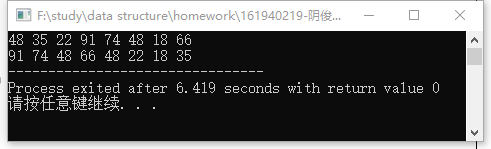 F:\study\data structure\homework\161940219-阴俊...
48 35 22 91 74 48 18 66
91 74 48 66 48 22 18 35
--------------------------------
Process exited after 6.419 seconds with return value 0
请按任意键继续. . .